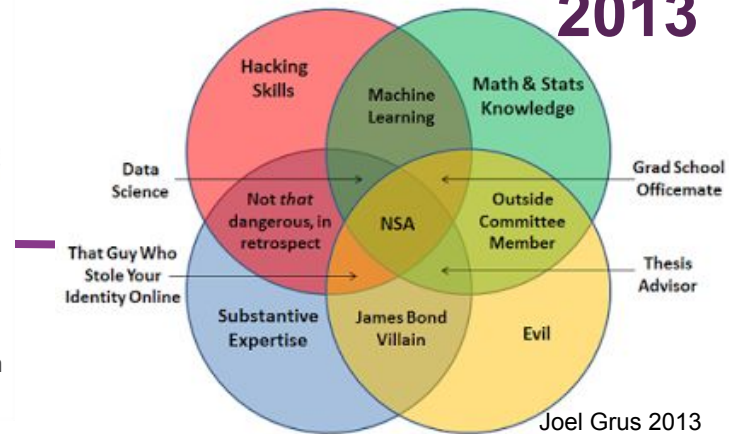 2013
Hacking
Skills
Machine
Learning
Math & Stats
Knowledge
Data
Science
Grad School
Officemate
Not that
dangerous, in
retrospect
NSA
Outside
Committee
Member
That Guy Who
Stole Your
Identity Online
Thesis
Advisor
Substantive
Expertise
James Bond
Villain
Evil
Joel Grus 2013